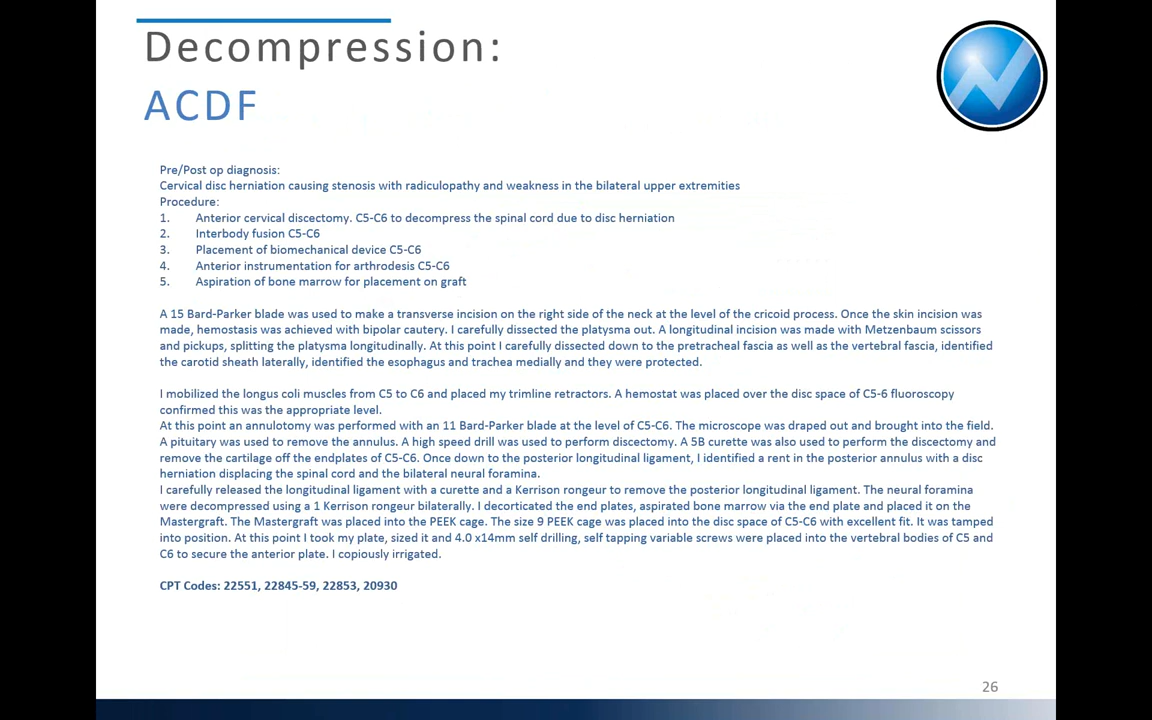 Decompression:
ACDF
Pre/Post op diagnosis:
Cervical disc herniation causing stenosis with radiculopathy and weakness in the bilateral upper extremities
Procedure:
1. Anterior cervical discectomy. C5-C6 to decompress the spinal cord due to disc herniation
2. Interbody fusion C5-C6
3. Placement of biomechanical device C5-C6
4. Anterior instrumentation for arthrodesis C5-C6
5. Aspiration of bone marrow for placement on graft
A 15 Bard-Parker blade was used to make a transverse incision on the right side of the neck at the level of the cricoid process. Once the skin incision was
made, hemostasis was achieved with bipolar cautery. I carefully dissected the platysma out. A longitudinal incision was made with Metzenbaum scissors
and pickups, splitting the platysma longitudinally. At this point I carefully dissected down to the pretracheal fascia as well as the vertebral fascia, identified
the carotid sheath laterally, identified the esophagus and trachea medially and they were protected.
I mobilized the longus coli muscles from C5 to C6 and placed my trimline retractors. A hemostat was placed over the disc space of C5-6 fluoroscopy
confirmed this was the appropriate level.
At this point an annulotomy was performed with an 11 Bard-Parker blade at the level of C5-C6. The microscope was draped out and brought into the field.
A pituitary was used to remove the annulus. A high speed drill was used to perform discectomy. A 5B curette was also used to perform the discectomy and
remove the cartilage off the endplates of C5-C6. Once down to the posterior longitudinal ligament, I identified a rent in the posterior annulus with a disc
herniation displacing the spinal cord and the bilateral neural foramina.
I carefully released the longitudinal ligament with a curette and a Kerrison rongeur to remove the posterior longitudinal ligament. The neural foramina
were decompressed using a 1 Kerrison rongeur bilaterally. I decorticated the end plates, aspirated bone marrow via the end plate and placed it on the
Mastergraft. The Mastergraft was placed into the PEEK cage. The size 9 PEEK cage was placed into the disc space of C5-C6 with excellent fit. It was tamped
into position. At this point I took my plate, sized it and 4.0 x14mm self drilling, self tapping variable screws were placed into the vertebral bodies of C5 and
C6 to secure the anterior plate. I copiously irrigated.
CPT Codes: 22551, 22845-59, 22853, 20930
26